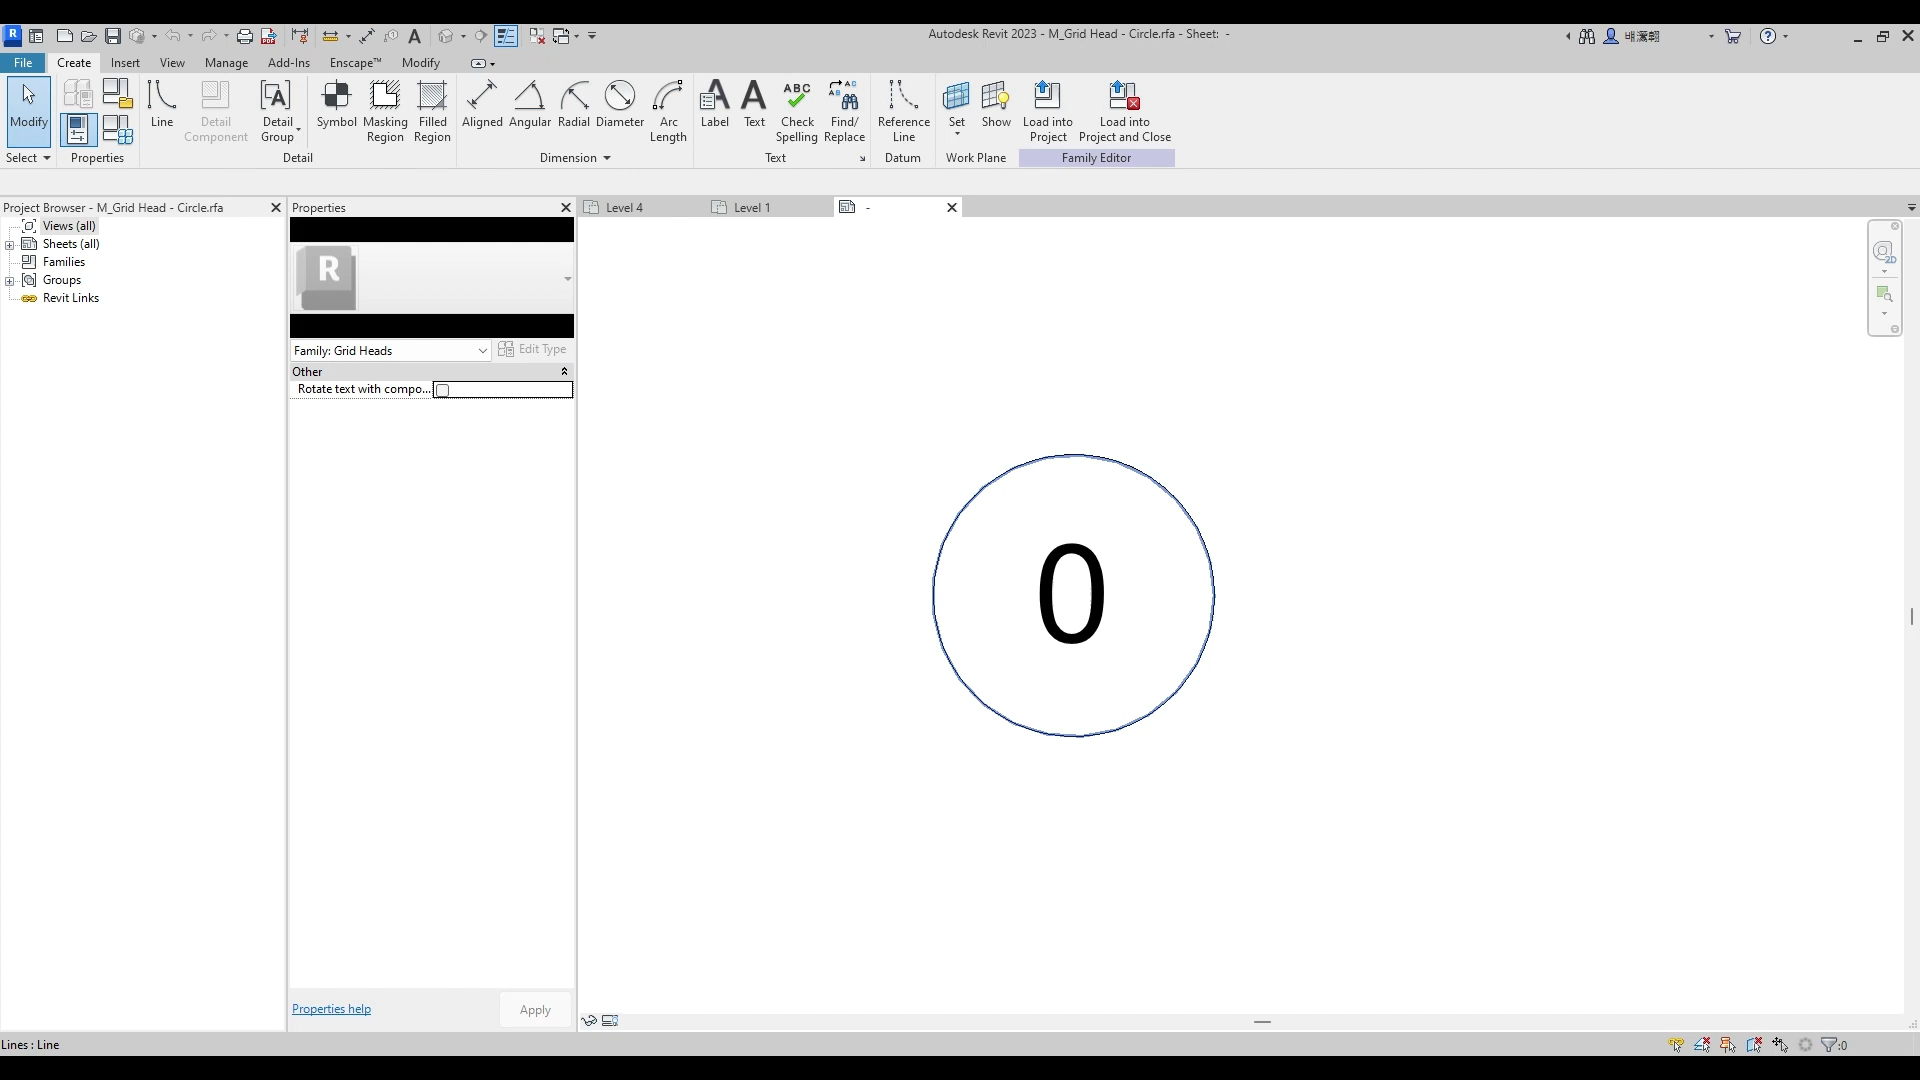 Autodesk Revit 2023 - M_Grid Head - Circle.rfa - Sheet: -
File Create Insert View Manage Add-Ins Enscape™ Modify
Modify
Line
Detail Component
Detail Group
Symbol
Masking Region
Filled Region
Aligned
Angular
Radial
Diameter
Arc Length
Label
Text
ABC
Check Spelling
Find/ Replace
Reference Line
Set
Show
Load into Project
Load into Project and Close
Select Properties Detail Dimension Text Datum Work Plane Family Editor
Project Browser - M_Grid Head - Circle.rfa
Views (all)
Sheets (all)
Families
Groups
Revit Links
Properties
R
Family: Grid Heads
Edit Type
Other
Rotate text with compo...
Properties help
Apply
Level 4
Level 1
-
2D
0
Lines : Line
:0